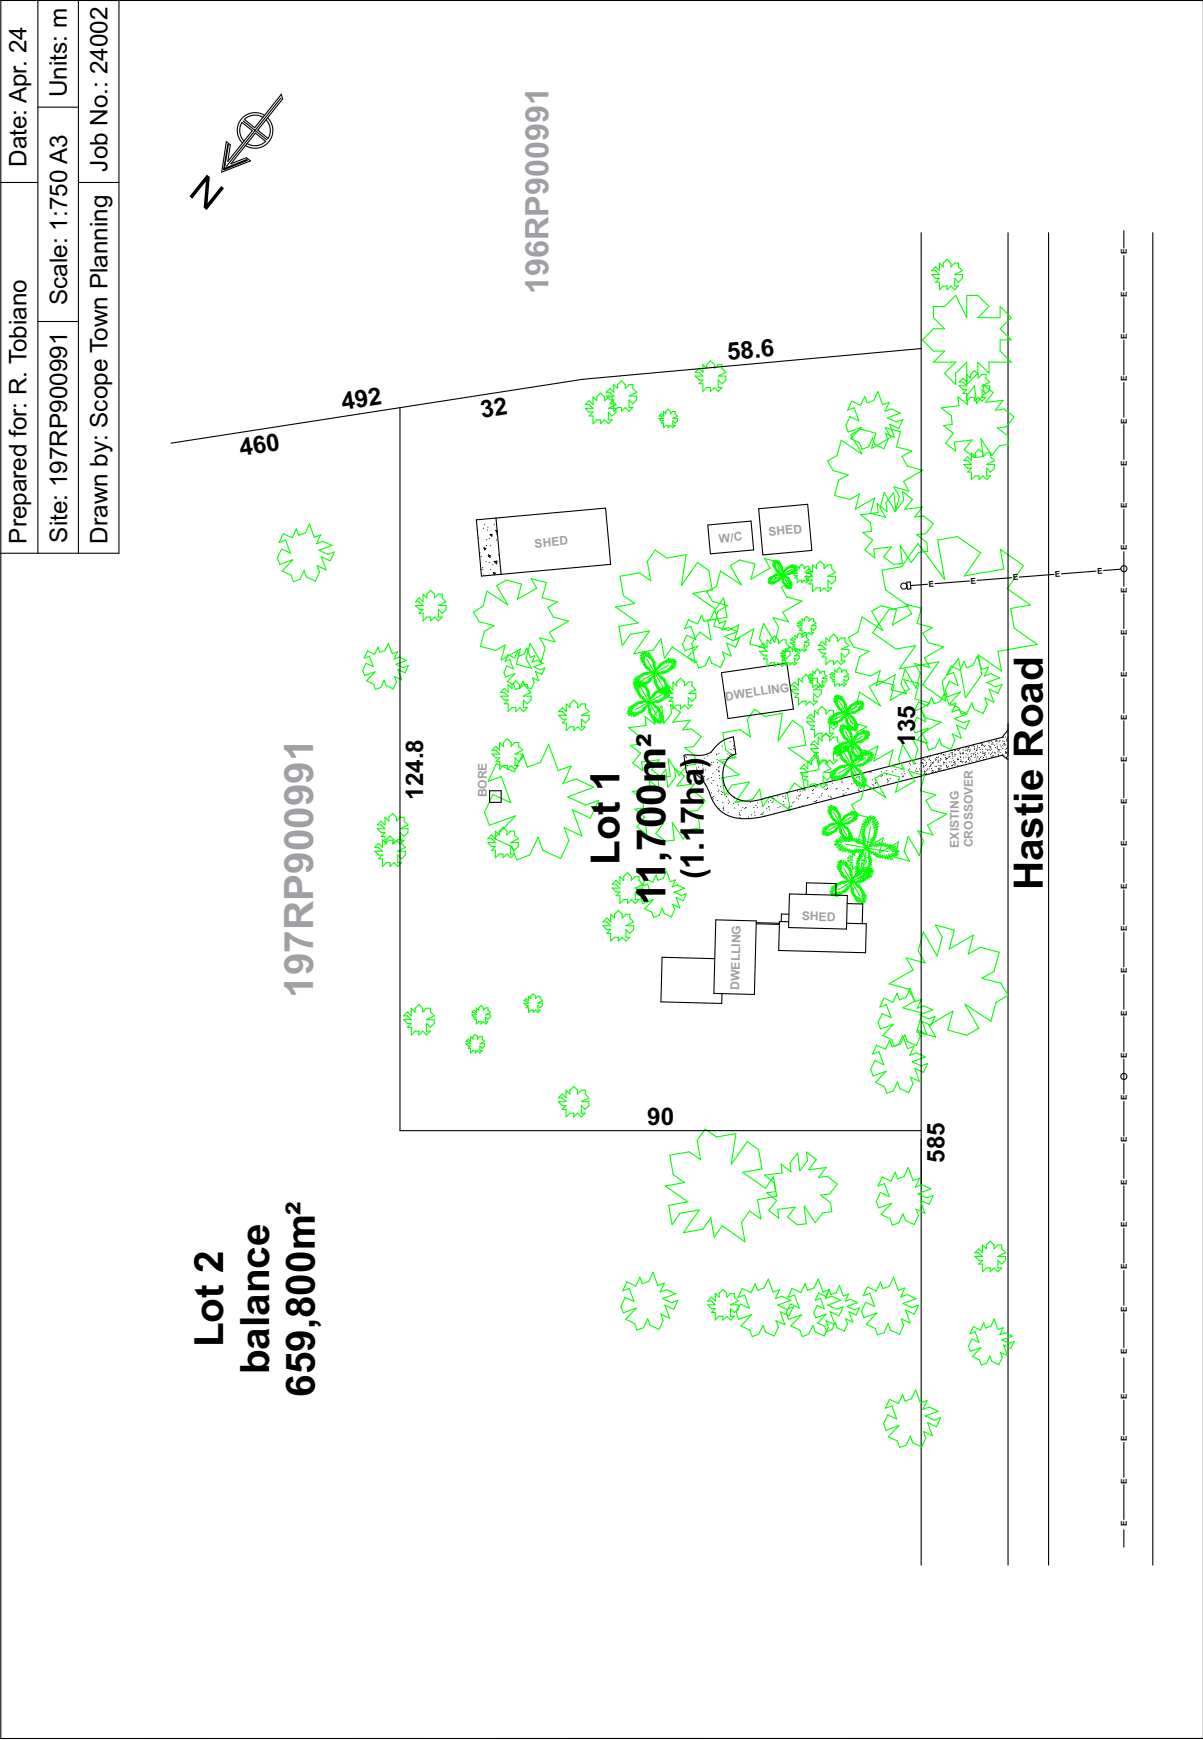 Prepared for: R. Tobiano
Date: Apr. 24
Site: 197RP900991
Scale: 1:750 A3
Units: m
Drawn by: Scope Town Planning
Job No.: 24002
N
196RP900991
197RP900991
Lot 2
balance
659,800m²
460
492
32
58.6
124.8
90
135
585
SHED
W/C
SHED
DWELLING
BORE
Lot 1
11,700m²
(1.17ha)
DWELLING
SHED
EXISTING
CROSSOVER
Hastie Road
E E E E E
E E E E E E E E E E E E E E E E E E E E E E E E E E E E E E